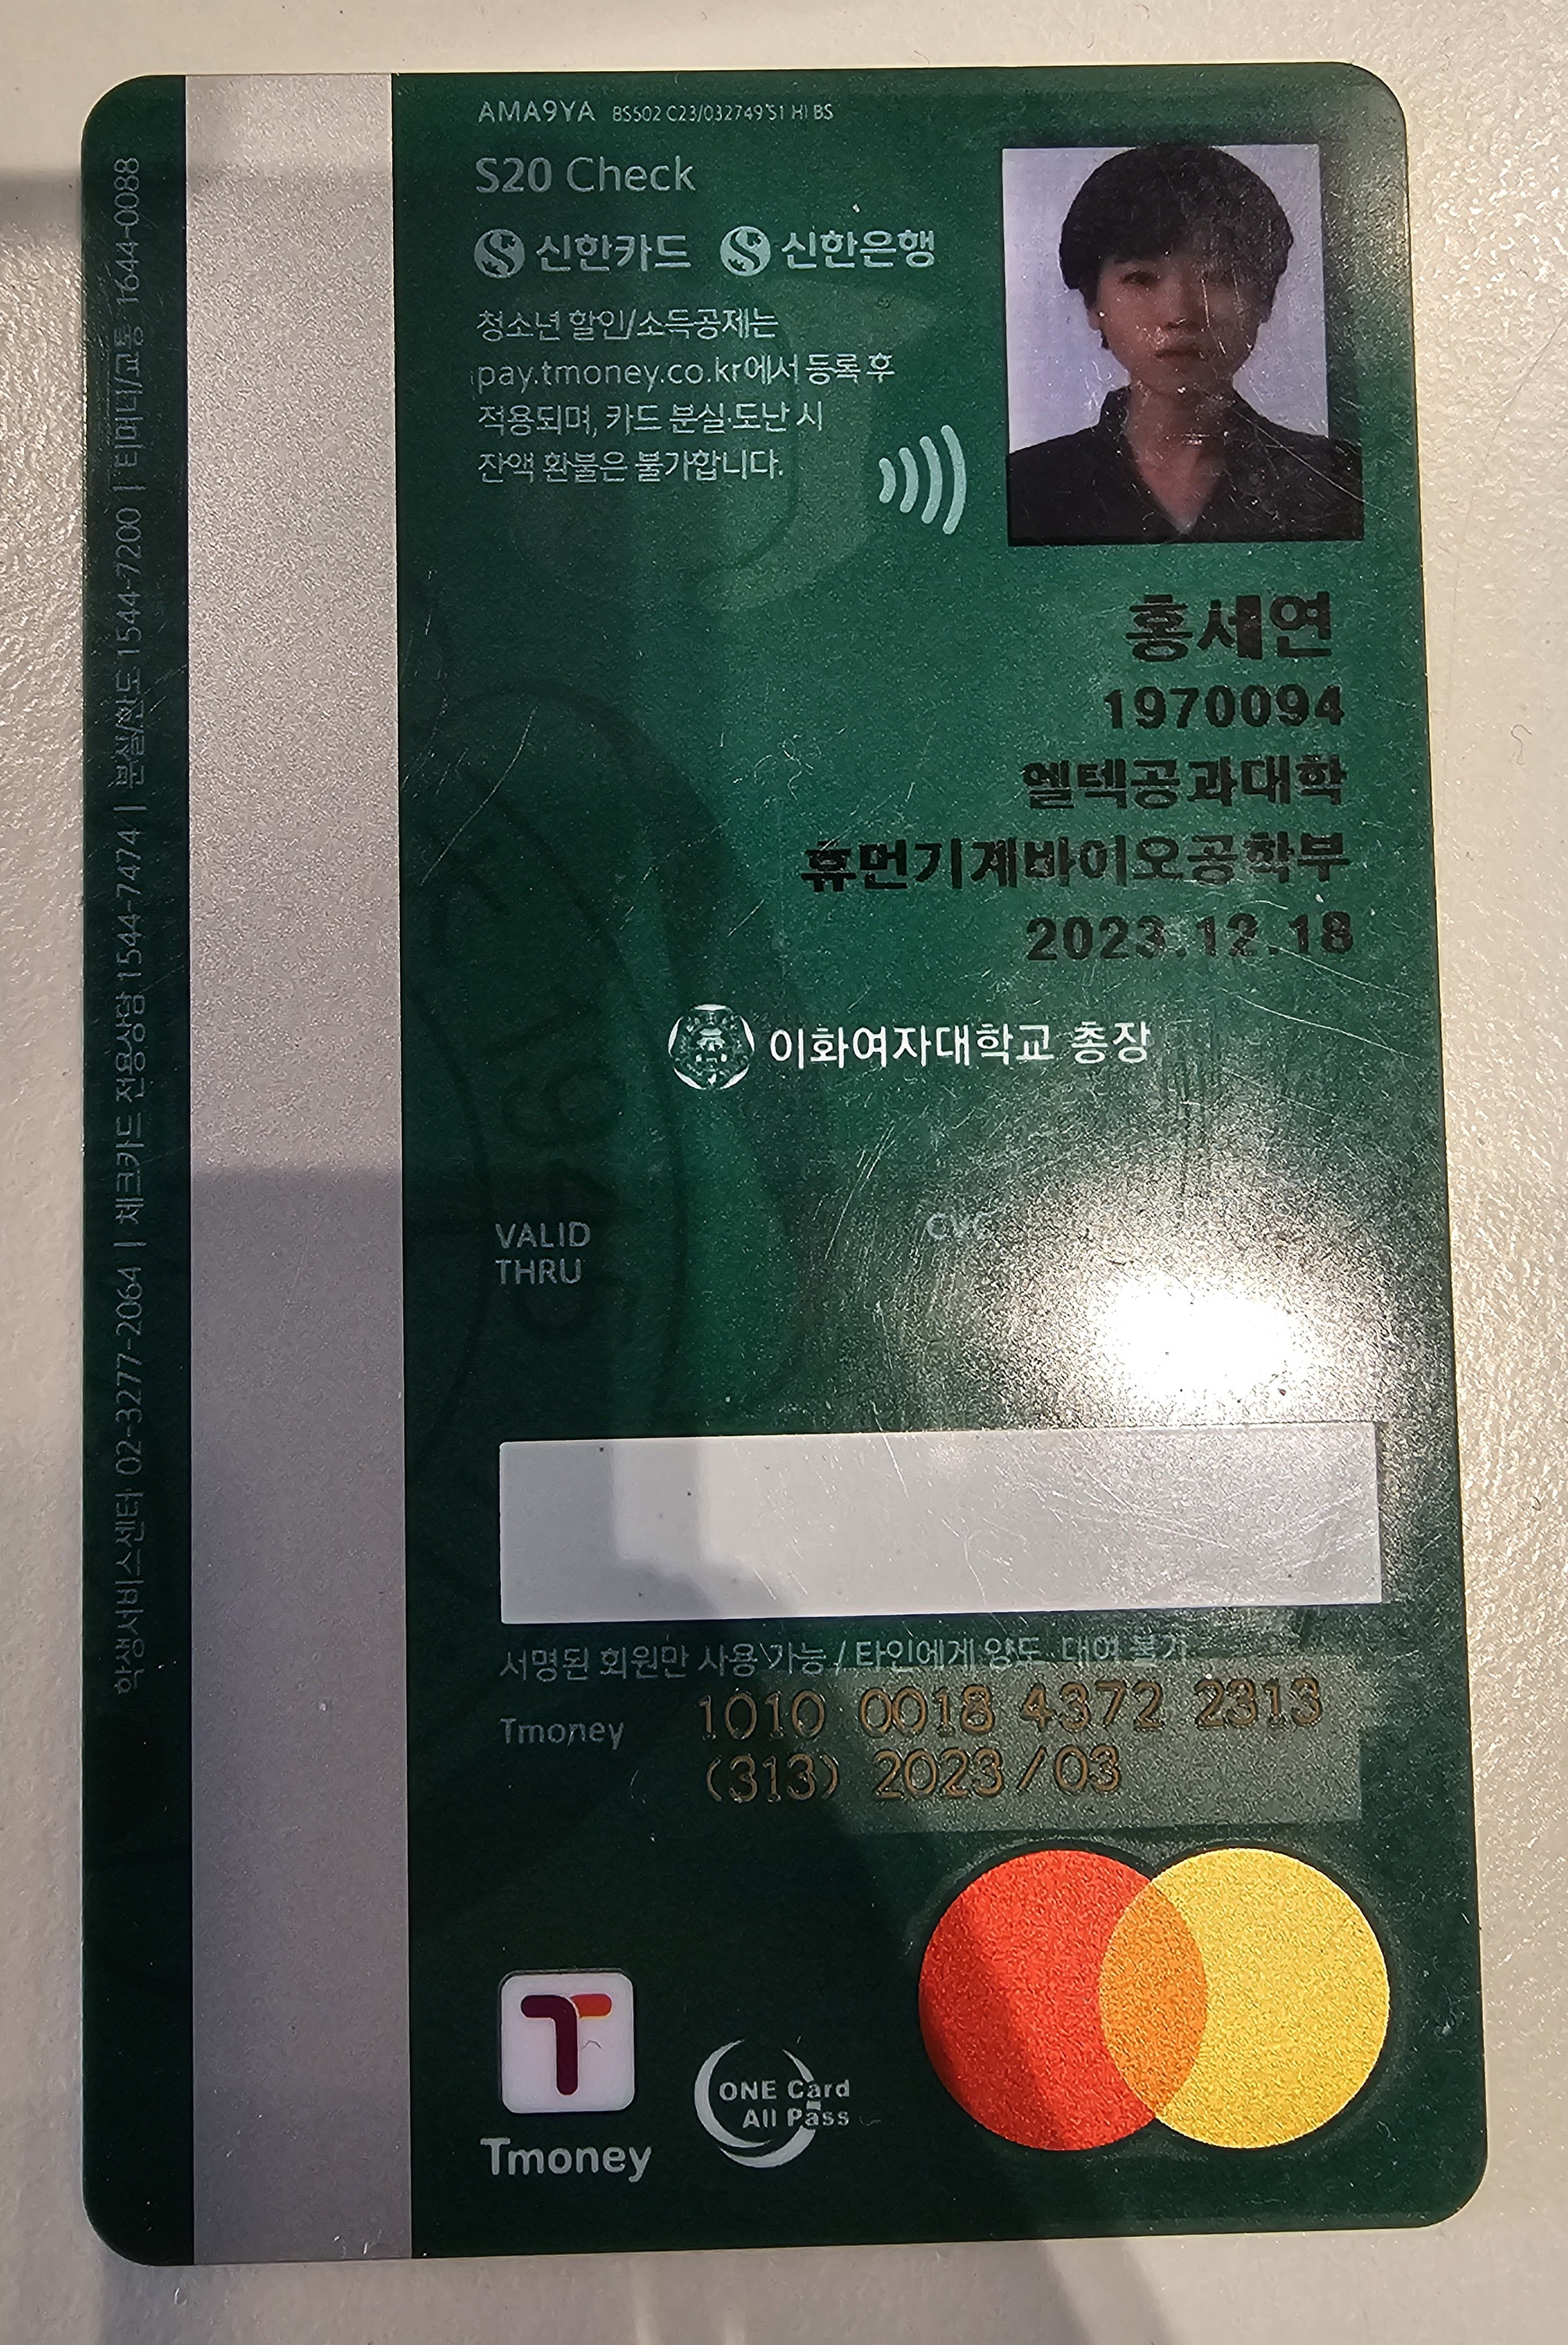 AMA9YA BS502 C23/032749'S1 HI BS
S20 Check
신한카드 신한은행
청소년 할인/소득공제는
pay.tmoney.co.kr에서 등록 후
적용되며, 카드 분실·도난 시
잔액 환불은 불가합니다.
홍세연
1970094
엘텍공과대학
휴먼기계바이오공학부
2023.12.18
이화여자대학교 총장
VALID
THRU
CVC
서명된 회원만 사용 가능 / 타인에게 양도·대여 불가
Tmoney 1010 0018 4372 2313
(313) 2023/03
Tmoney
ONE Card
All Pass
학생서비스센터 02-3277-2064 | 체크카드 전용상담 1544-7474 | 분실/한도 1544-7200 | 티머니/교통 1644-0088